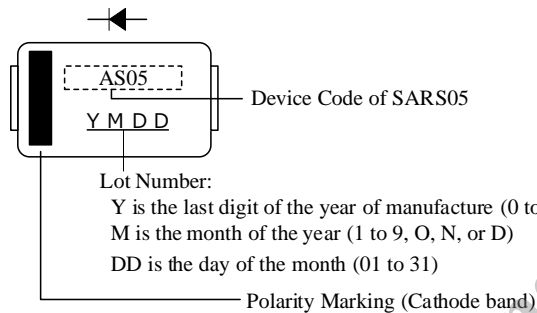 AS05
Device Code of SARS05
Y M D D
Lot Number:
Y is the last digit of the year of manufacture (0 to
M is the month of the year (1 to 9, O, N, or D)
DD is the day of the month (01 to 31)
Polarity Marking (Cathode band)